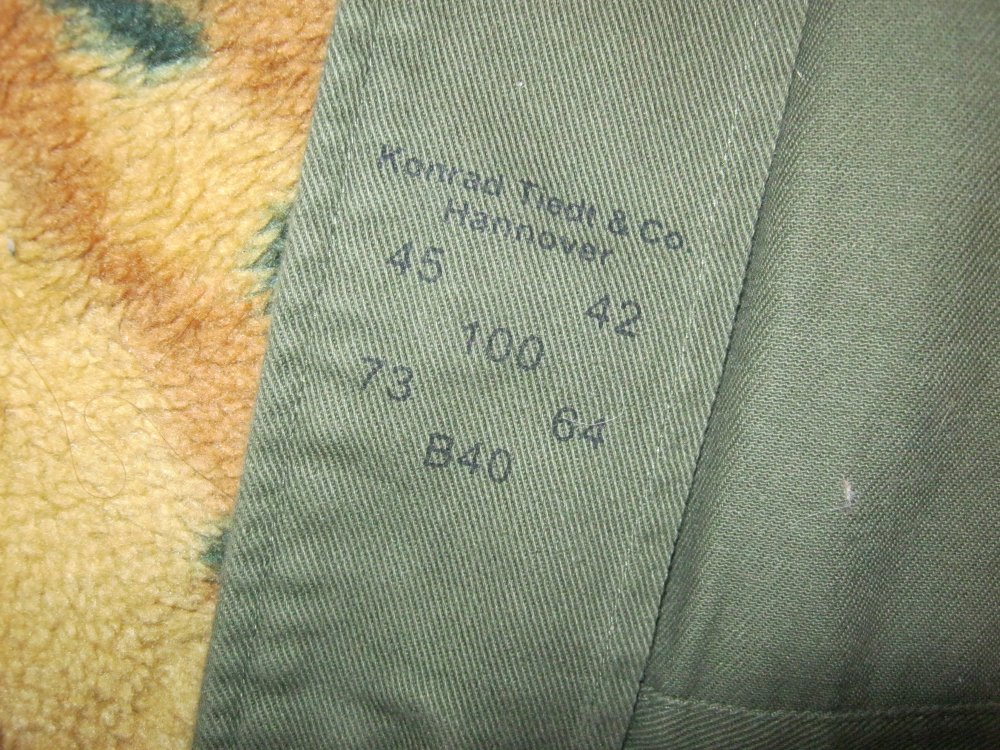 Konrad Tiedt & Co.
Hannover
45 42
100
73 64
B40